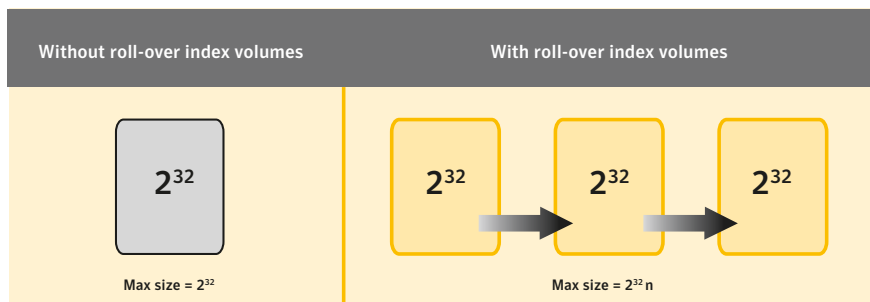 Without roll-over index volumes
With roll-over index volumes
2³²
2³²
2³²
2³²
Max size = 2³²
Max size = 2³² n